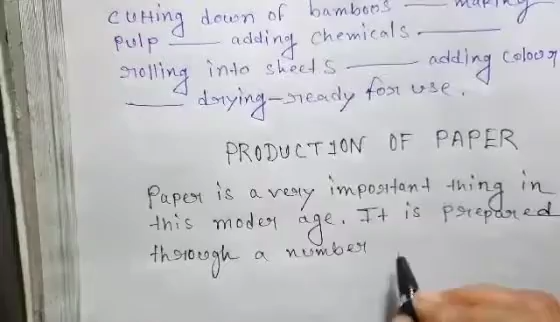 cutting down of bamboos — making
pulp — adding chemicals —
rolling into sheets — adding colour
— drying-ready for use.
PRODUCTION OF PAPER
Paper is a very important thing in
this moder age. It is prepared
through a number